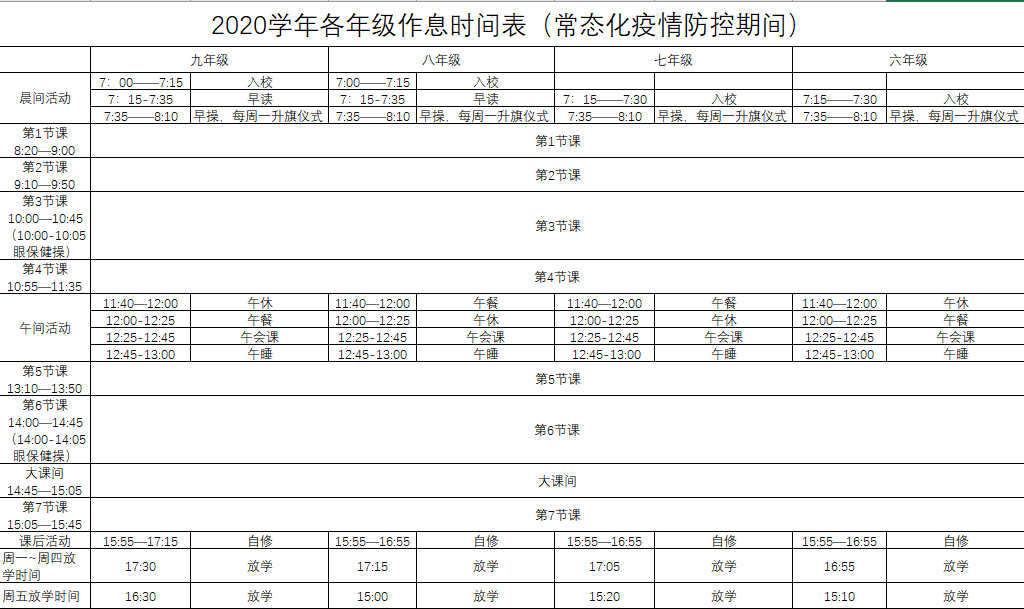 2020学年各年级作息时间表（常态化疫情防控期间）
九年级 八年级 七年级 六年级
晨间活动
7：00——7:15 入校 7:00——7:15 入校
7：15-7:35 早读 7：15-7:35 早读 7：15——7:30 入校 7:15——7:30 入校
7:35——8:10 早操，每周一升旗仪式 7:35——8:10 早操，每周一升旗仪式 7:35——8:10 早操，每周一升旗仪式 7:35——8:10 早操，每周一升旗仪式
第1节课
8:20—9:00
第1节课
第2节课
9:10—9:50
第2节课
第3节课
10:00—10:45
（10:00-10:05
眼保健操）
第3节课
第4节课
10:55—11:35
第4节课
午间活动
11:40—12:00 午休 11:40—12:00 午餐 11:40—12:00 午餐 11:40—12:00 午休
12:00-12:25 午餐 12:00—12:25 午休 12:00-12:25 午休 12:00—12:25 午餐
12:25-12:45 午会课 12:25-12:45 午会课 12:25-12:45 午会课 12:25-12:45 午会课
12:45-13:00 午睡 12:45-13:00 午睡 12:45-13:00 午睡 12:45-13:00 午睡
第5节课
13:10—13:50
第5节课
第6节课
14:00—14:45
（14:00-14:05
眼保健操）
第6节课
大课间
14:45—15:05
大课间
第7节课
15:05—15:45
第7节课
课后活动 15:55—17:15 自修 15:55—16:55 自修 15:55—16:55 自修 15:55—16:55 自修
周一~周四放
学时间
17:30 放学 17:15 放学 17:05 放学 16:55 放学
周五放学时间 16:30 放学 15:00 放学 15:20 放学 15:10 放学